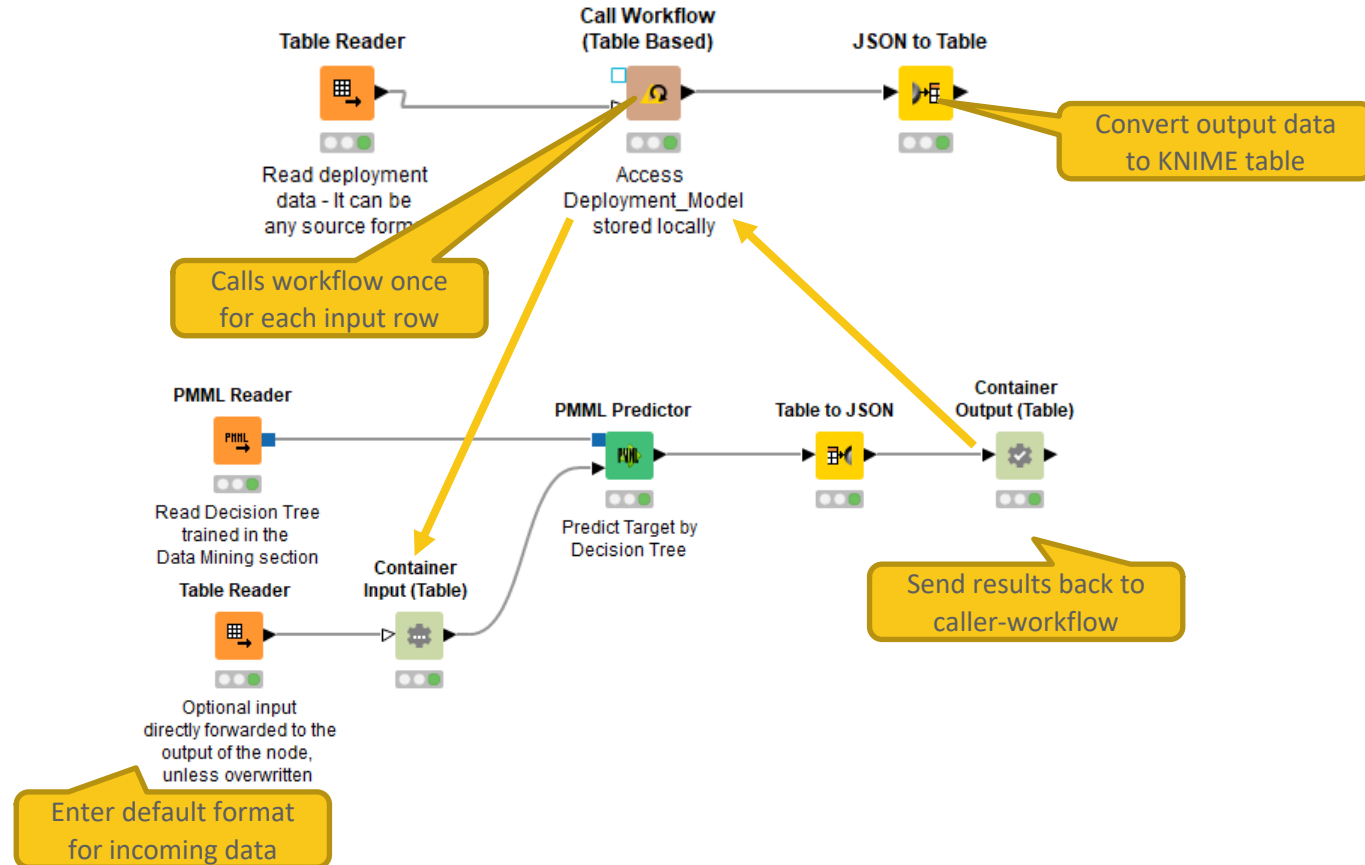 Call Workflow
(Table Based)
Table Reader
JSON to Table
Convert output data
to KNIME table
Read deployment
data - It can be
any source form
Access
Deployment_Model
stored locally
Calls workflow once
for each input row
PMML Reader
PMML
Read Decision Tree
trained in the
Data Mining section
PMML Predictor
Predict Target by
Decision Tree
Table to JSON
Container
Output (Table)
Container
Input (Table)
Table Reader
Send results back to
caller-workflow
Optional input
directly forwarded to the
output of the node,
unless overwritten
Enter default format
for incoming data